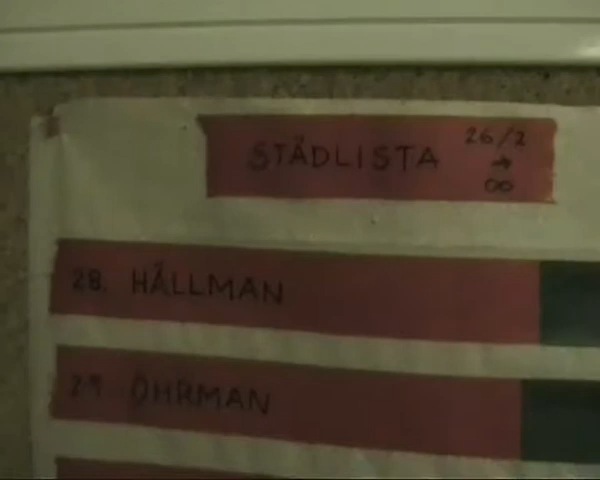 STÄDLISTA 26/2
→
∞
28. HÄLLMAN
29 ÖHRMAN